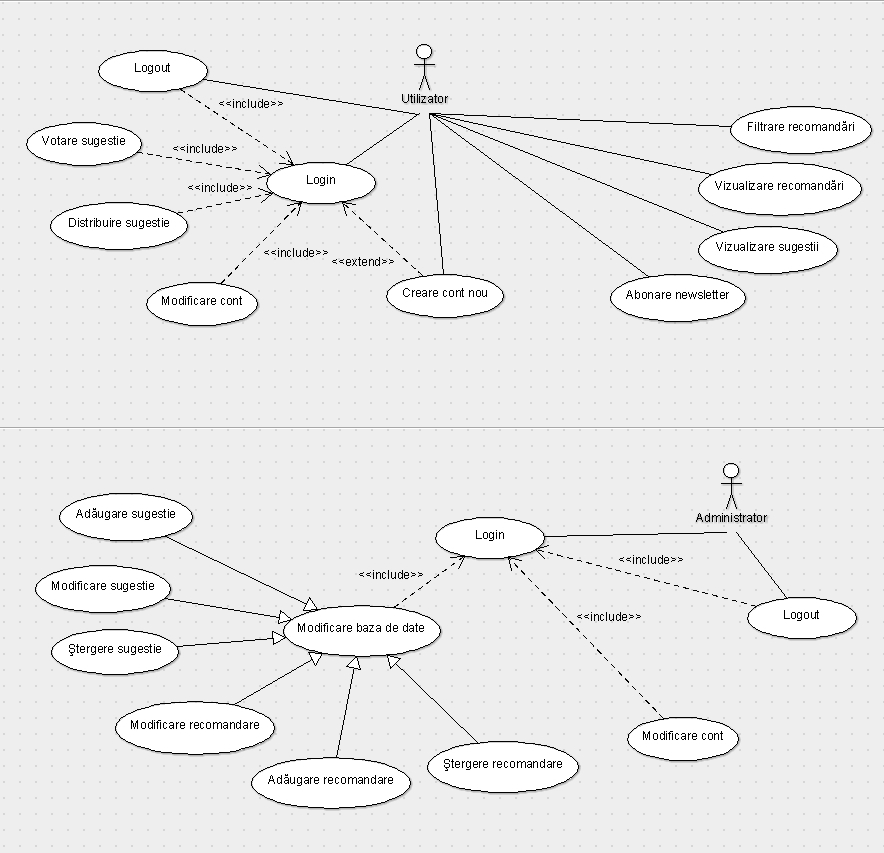 Logout
Utilizator
<<include>>
Filtrare recomandări
Votare sugestie
<<include>>
Login
<<include>>
Vizualizare recomandări
Distribuire sugestie
Vizualizare sugestii
<<include>>
<<extend>>
Modificare cont
Creare cont nou
Abonare newsletter
Adăugare sugestie
Administrator
Login
<<include>>
<<include>>
Modificare sugestie
<<include>>
Logout
Modificare baza de date
Ştergere sugestie
Modificare recomandare
Modificare cont
Ştergere recomandare
Adăugare recomandare